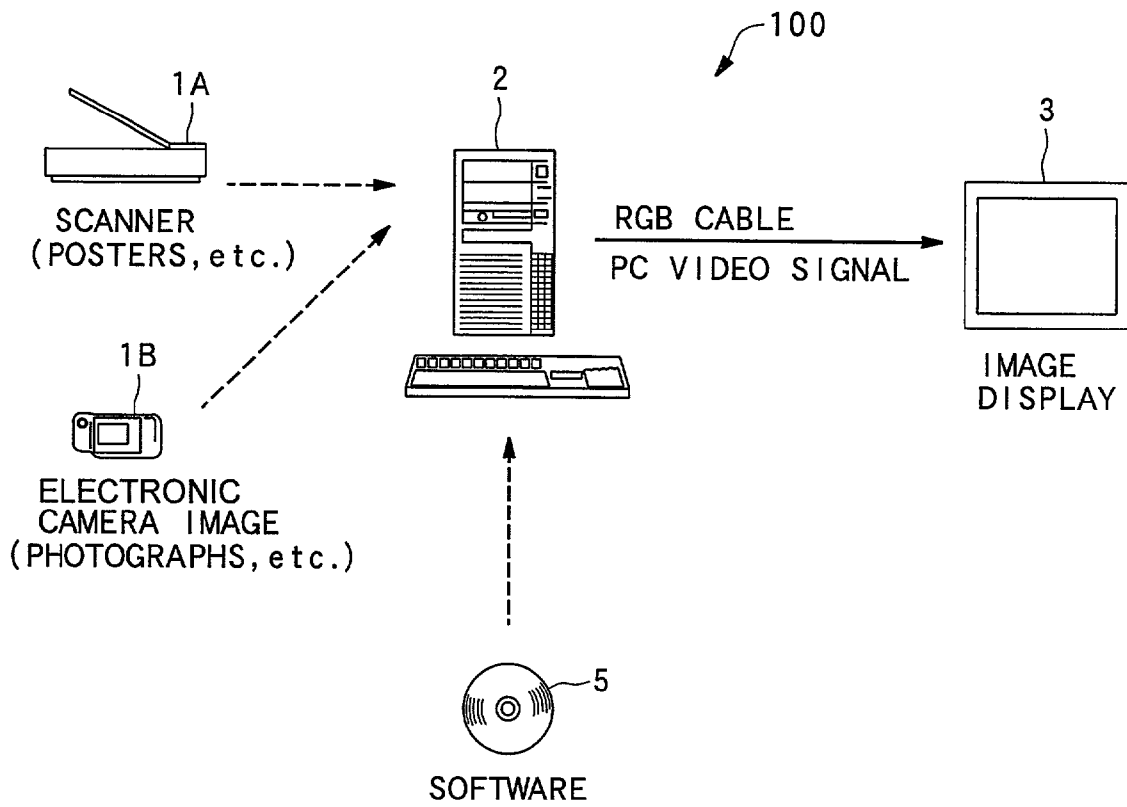 100
1A
2
3
SCANNER
(POSTERS, etc.)
RGB CABLE
PC VIDEO SIGNAL
1B
IMAGE
DISPLAY
ELECTRONIC
CAMERA IMAGE
(PHOTOGRAPHS, etc.)
5
SOFTWARE